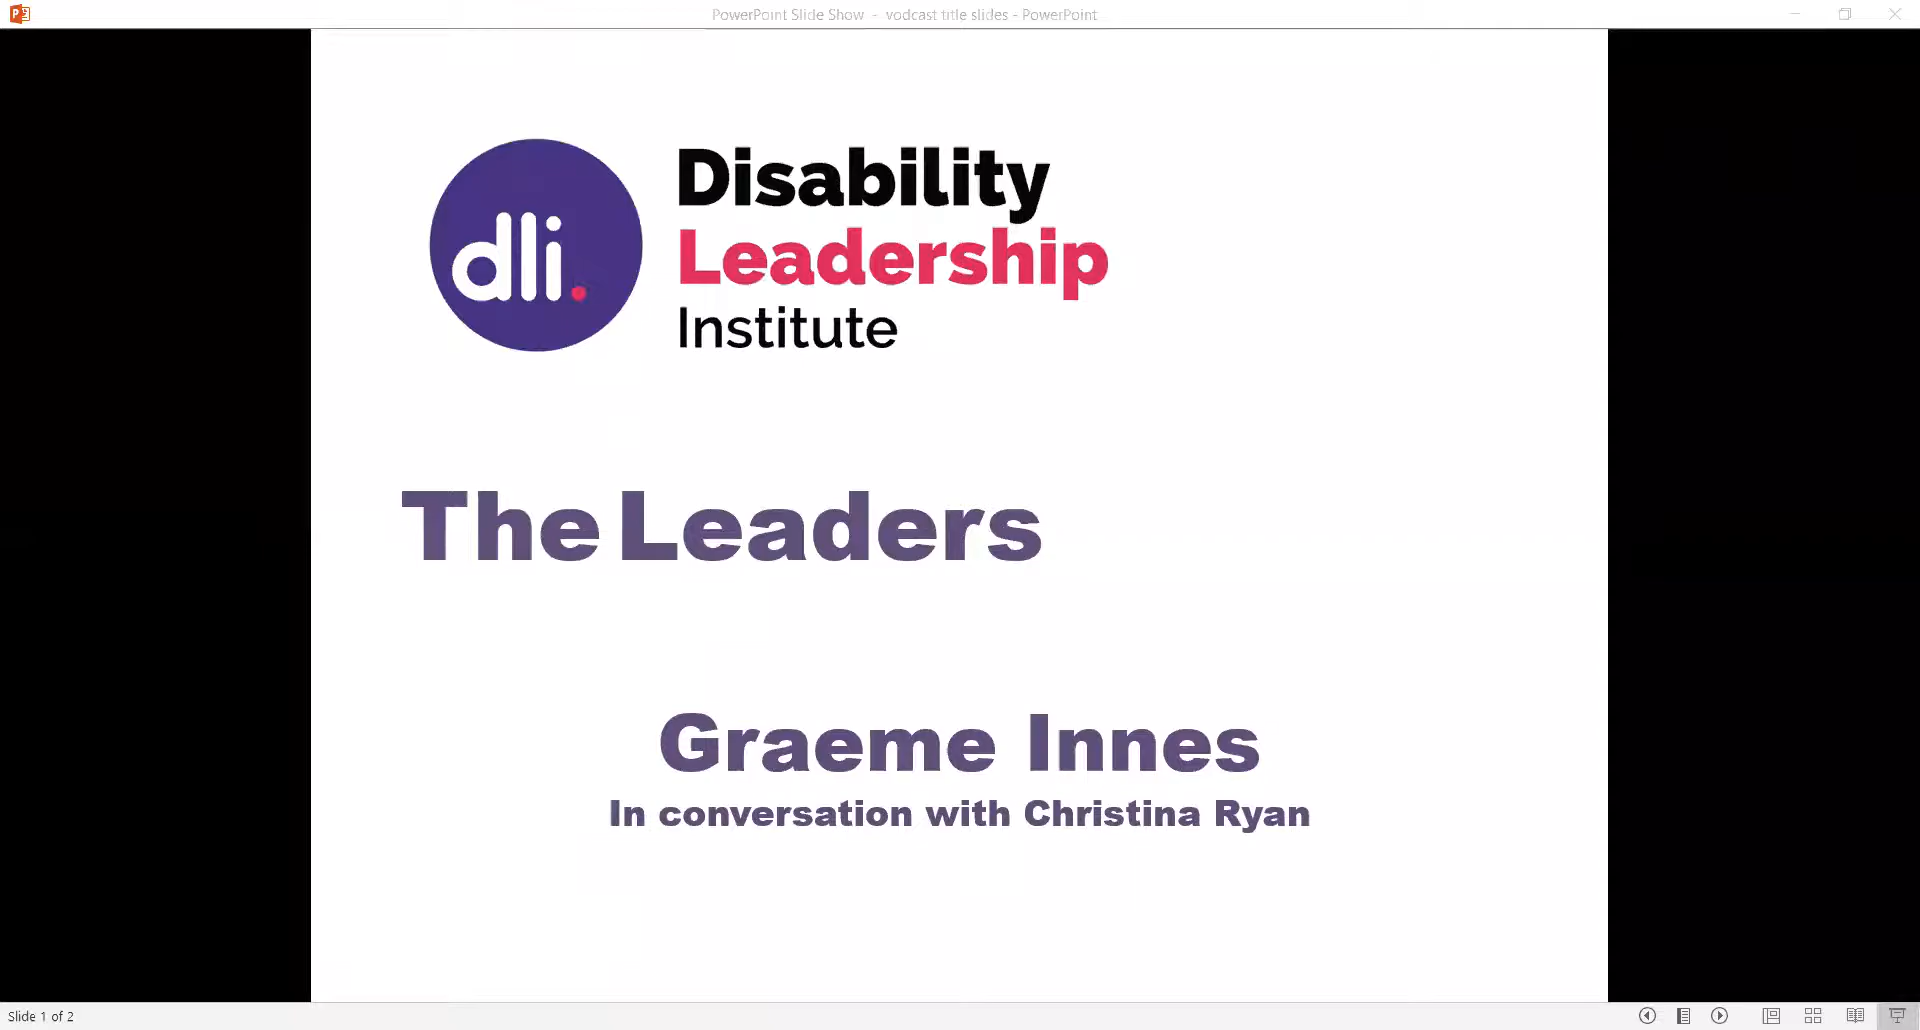 PowerPoint Slide Show - vodcast title slides - PowerPoint
dli.
Disability
Leadership
Institute
The Leaders
Graeme Innes
In conversation with Christina Ryan
Slide 1 of 2